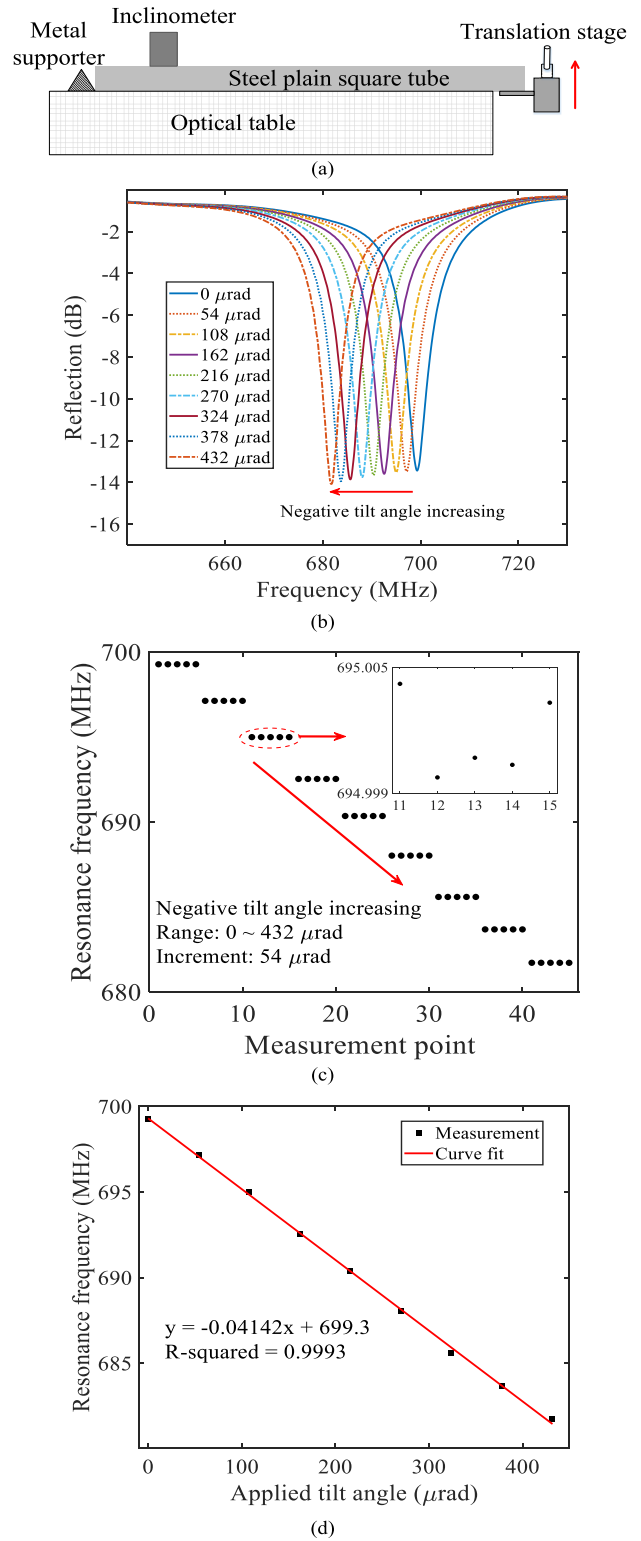 Inclinometer
Metal
supporter
Translation stage
Steel plain square tube
Optical table
(a)
-2
-4
-6
-8
-10
-12
-14
-16
Reflection (dB)
0 μrad
54 μrad
108 μrad
162 μrad
216 μrad
270 μrad
324 μrad
378 μrad
432 μrad
Negative tilt angle increasing
660
680
700
720
Frequency (MHz)
(b)
700
690
680
Resonance frequency (MHz)
695.005
694.999
11
12
13
14
15
Negative tilt angle increasing
Range: 0 ~ 432 μrad
Increment: 54 μrad
0
10
20
30
40
Measurement point
(c)
700
695
690
685
Resonance frequency (MHz)
Measurement
Curve fit
y = -0.04142x + 699.3
R-squared = 0.9993
0
100
200
300
400
Applied tilt angle (μrad)
(d)